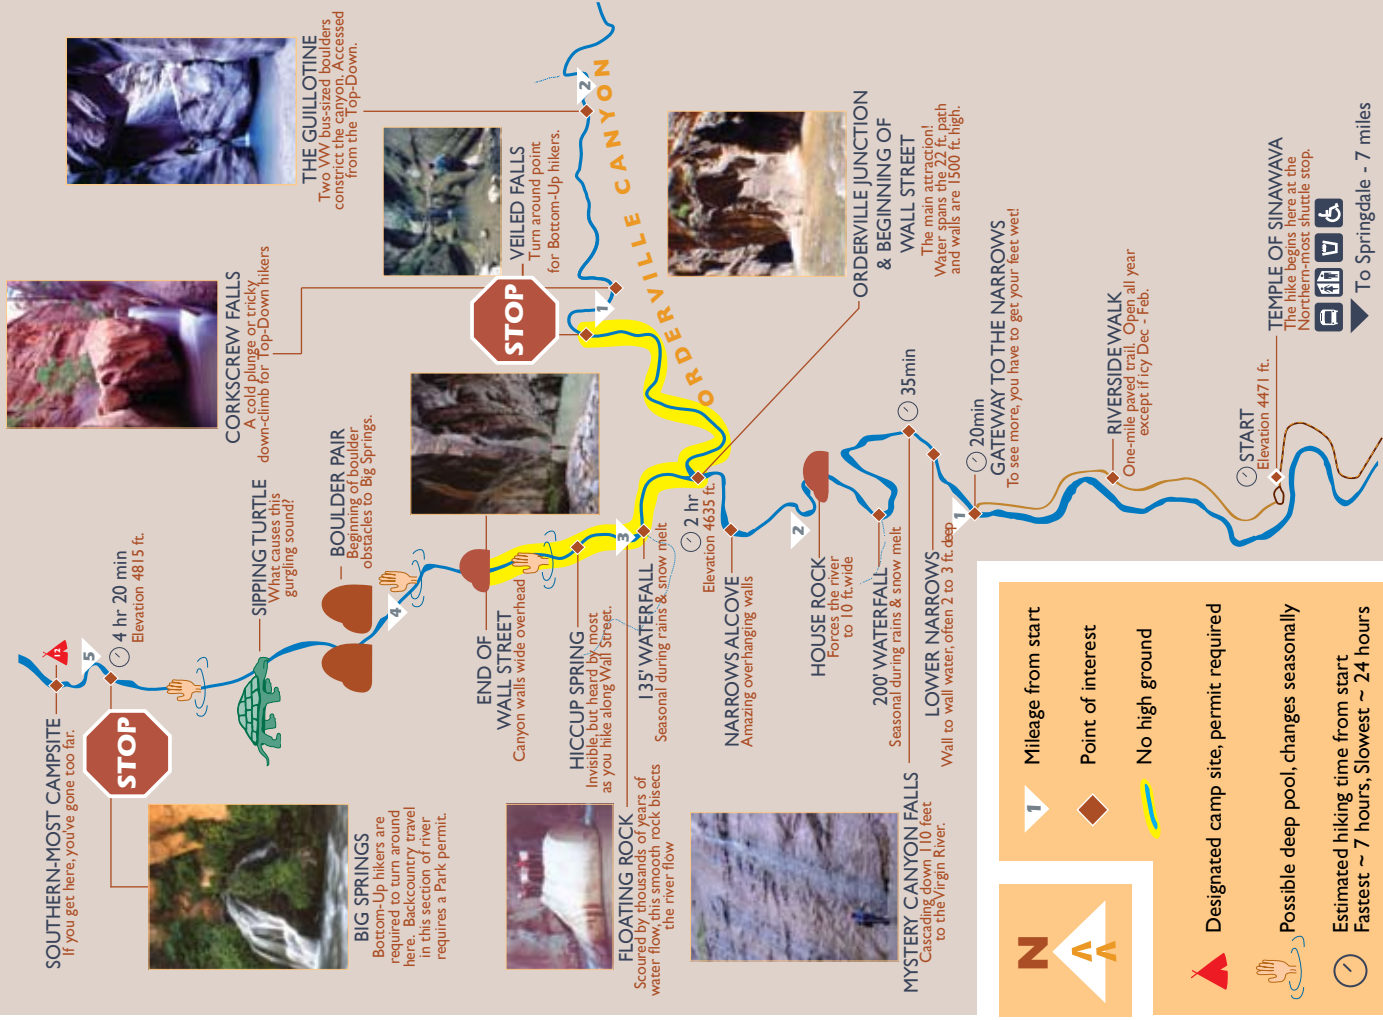 SOUTHERN-MOST CAMPSITE
If you get here, you've gone too far.
12
5
STOP
4 hr 20 min
Elevation 4815 ft.
BIG SPRINGS
Bottom-Up hikers are
required to turn around
here. Backcountry travel
in this section of river
requires a Park permit.
SIPPING TURTLE
What causes this
gurgling sound?
BOULDER PAIR
Beginning of boulder
obstacles to Big Springs.
4
END OF
WALL STREET
Canyon walls wide overhead
HICCUP SPRING
Invisible, but heard by most
as you hike along Wall Street.
3
FLOATING ROCK
Scoured by thousands of years of
water flow, this smooth rock bisects
the river flow
135' WATERFALL
Seasonal during rains & snow melt
2 hr
Elevation 4635 ft.
CORKSCREW FALLS
A cold plunge or tricky
down-climb for Top-Down hikers
THE GUILLOTINE
Two VW bus-sized boulders
constrict the canyon. Accessed
from the Top-Down.
STOP
VEILED FALLS
Turn around point
for Bottom-Up hikers.
1
2
ORDERVILLE CANYON
ORDERVILLE JUNCTION
& BEGINNING OF
WALL STREET
The main attraction!
Water spans the 22 ft. path
and walls are 1500 ft. high.
NARROWS ALCOVE
Amazing overhanging walls
2
HOUSE ROCK
Forces the river
to 10 ft.wide
200' WATERFALL
Seasonal during rains & snow melt
MYSTERY CANYON FALLS
Cascading down 110 feet
to the Virgin River.
35min
LOWER NARROWS
Wall to wall water, often 2 to 3 ft. deep
1
20min
GATEWAY TO THE NARROWS
To see more, you have to get your feet wet!
RIVERSIDE WALK
One-mile paved trail. Open all year
except if icy Dec - Feb.
START
Elevation 4471 ft.
TEMPLE OF SINAWAVA
The hike begins here at the
Northern-most shuttle stop.
To Springdale - 7 miles
N
1
Mileage from start
Point of interest
No high ground
Designated camp site, permit required
Possible deep pool, changes seasonally
Estimated hiking time from start
Fastest ~ 7 hours, Slowest ~ 24 hours